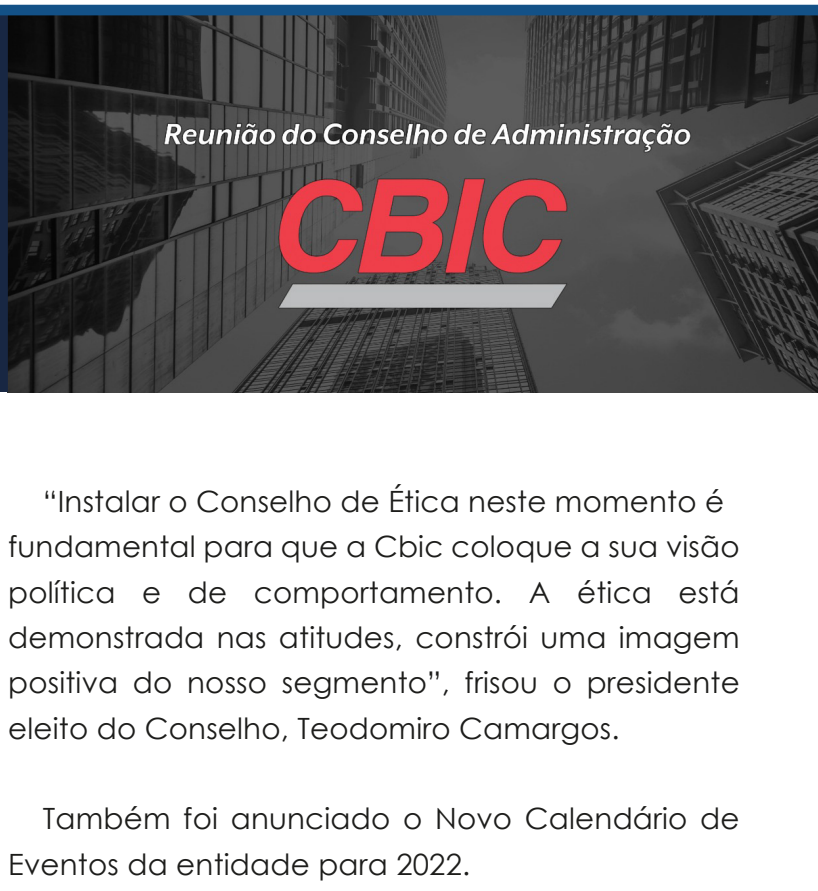 Reunião do Conselho de Administração
CBIC
“Instalar o Conselho de Ética neste momento é
fundamental para que a Cbic coloque a sua visão
política e de comportamento. A ética está
demonstrada nas atitudes, constrói uma imagem
positiva do nosso segmento”, frisou o presidente
eleito do Conselho, Teodomiro Camargos.
Também foi anunciado o Novo Calendário de
Eventos da entidade para 2022.